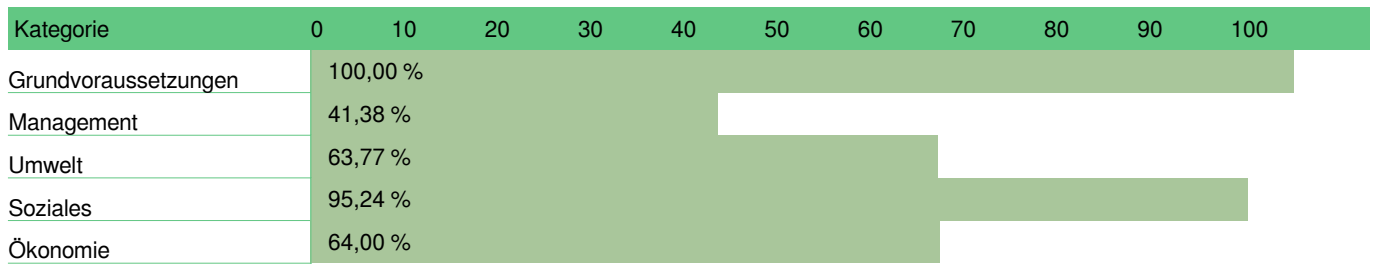 Kategorie 0 10 20 30 40 50 60 70 80 90 100
Grundvoraussetzungen 100,00 %
Management 41,38 %
Umwelt 63,77 %
Soziales 95,24 %
Ökonomie 64,00 %